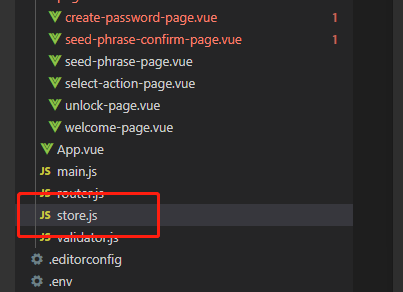 create-password-page.vue 1
seed-phrase-confirm-page.vue 1
seed-phrase-page.vue
select-action-page.vue
unlock-page.vue
welcome-page.vue
App.vue
JS main.js
JS router.js
JS store.js
JS validator.js
.editorconfig
.env